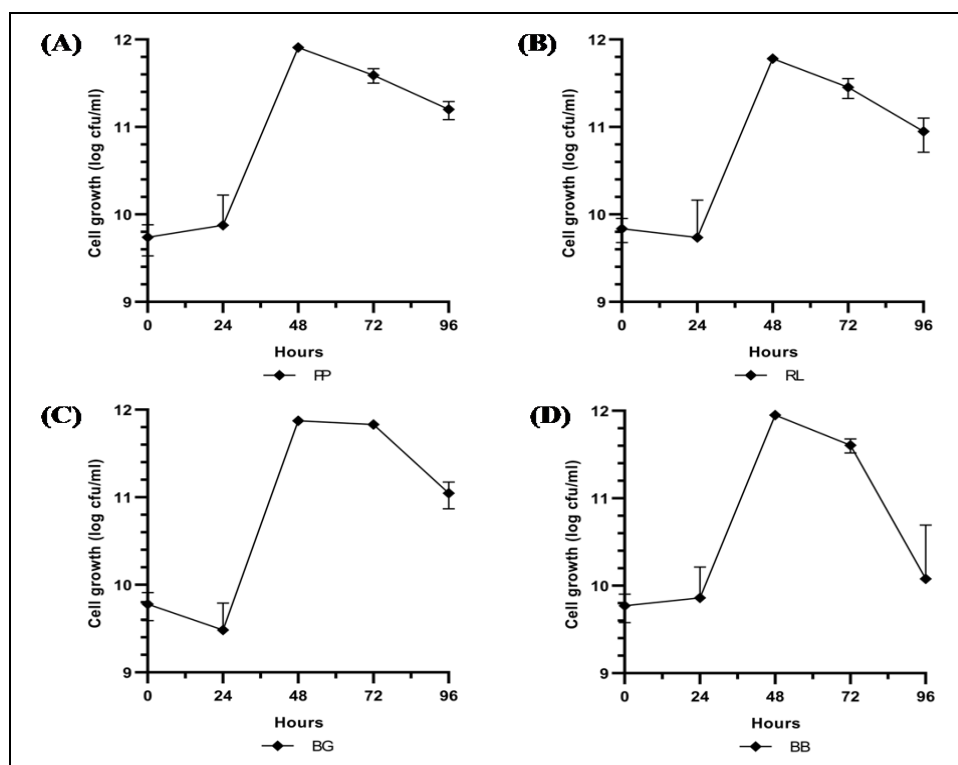 (A)
Cell growth (log cfu/ml)
12
11
10
9
0 24 48 72 96
Hours
PP
(B)
Cell growth (log cfu/ml)
12
11
10
9
0 24 48 72 96
Hours
RL
(C)
Cell growth (log cfu/ml)
12
11
10
9
0 24 48 72 96
Hours
BG
(D)
Cell growth (log cfu/ml)
12
11
10
9
0 24 48 72 96
Hours
BB